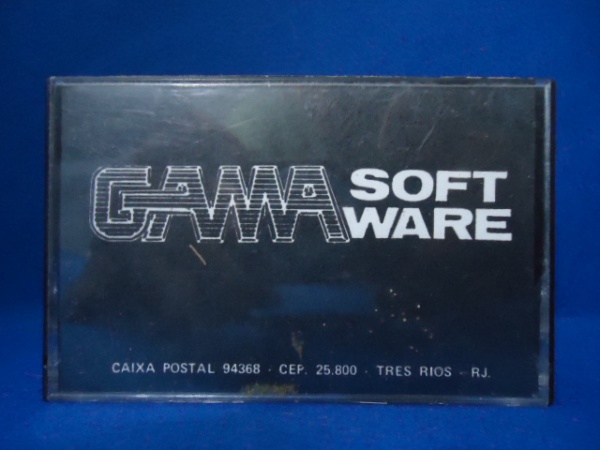 GAMA SOFT
WARE
CAIXA POSTAL 94368 · CEP. 25.800 · TRES RIOS - RJ.